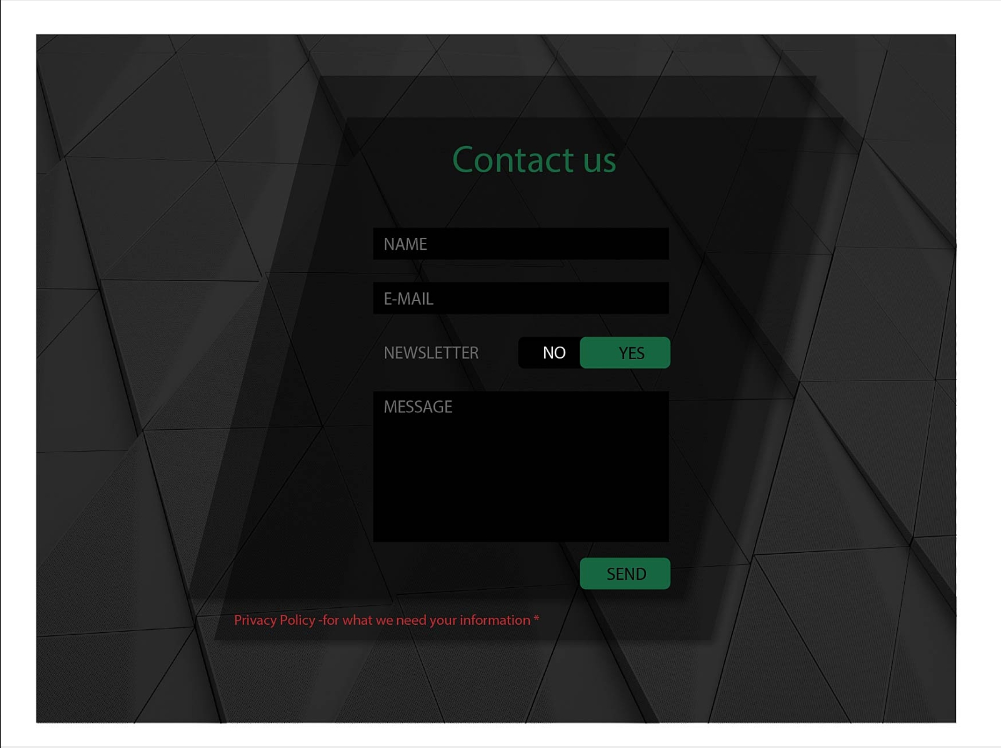 Contact us
NAME
E-MAIL
NEWSLETTER NO YES
MESSAGE
SEND
Privacy Policy -for what we need your information *